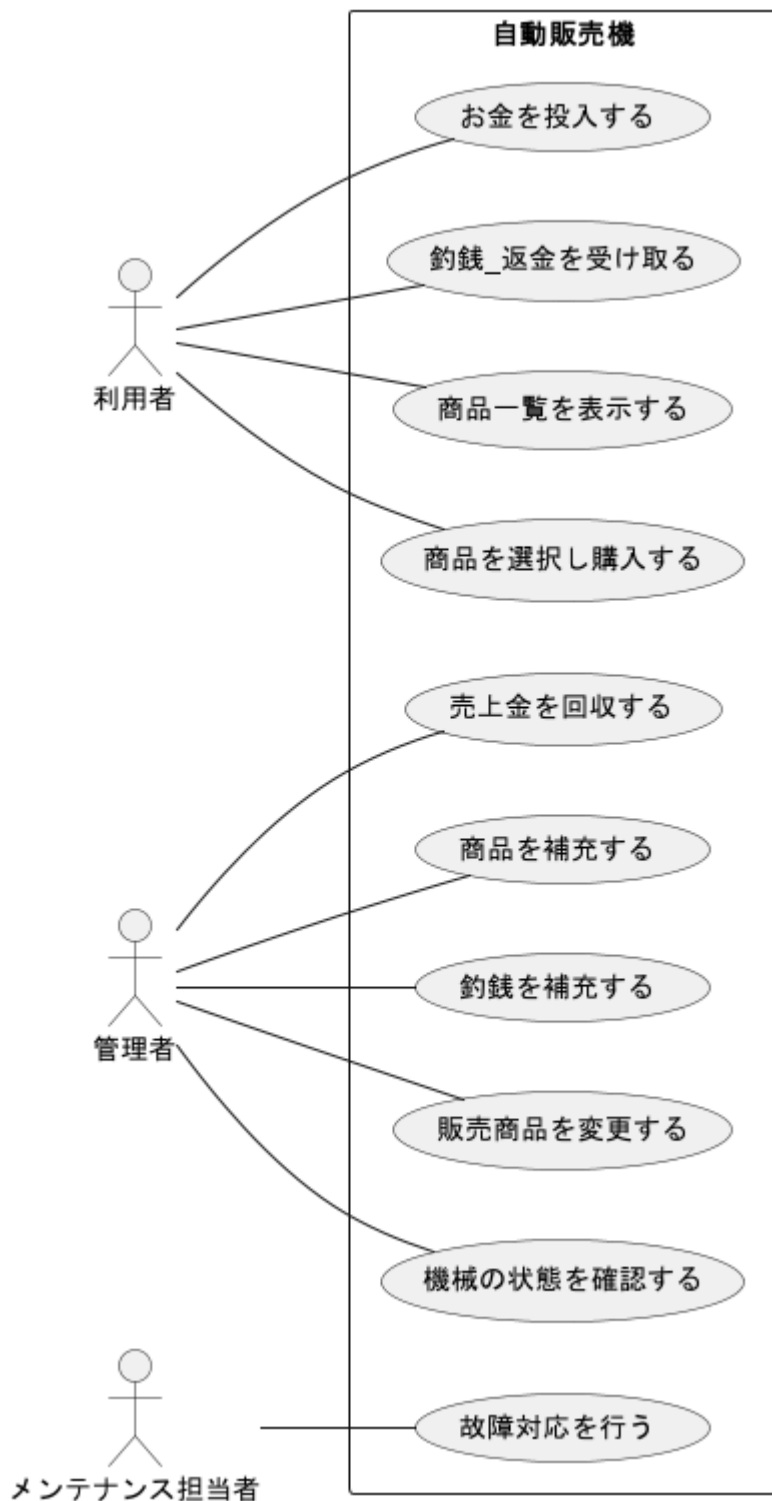 自動販売機
お金を投入する
釣銭_返金を受け取る
利用者
商品一覧を表示する
商品を選択し購入する
売上金を回収する
商品を補充する
釣銭を補充する
管理者
販売商品を変更する
機械の状態を確認する
故障対応を行う
メンテナンス担当者